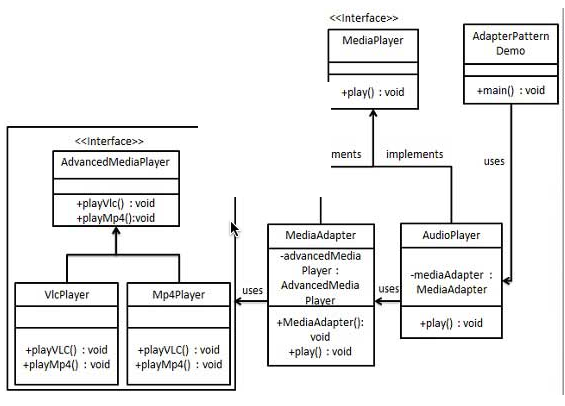 <<Interface>>
MediaPlayer
+play() : void
AdapterPattern
Demo
+main() : void
uses
ments
implements
<<Interface>>
AdvancedMediaPlayer
+playVlc() : void
+playMp4():void
VlcPlayer
+playVLC() : void
+playMp4() : void
Mp4Player
+playVLC() : void
+playMp4() : void
uses
MediaAdapter
-advancedMedia
Player :
AdvancedMedia
Player
+MediaAdapter():
void
+play() : void
uses
AudioPlayer
-mediaAdapter :
MediaAdapter
+play() : void